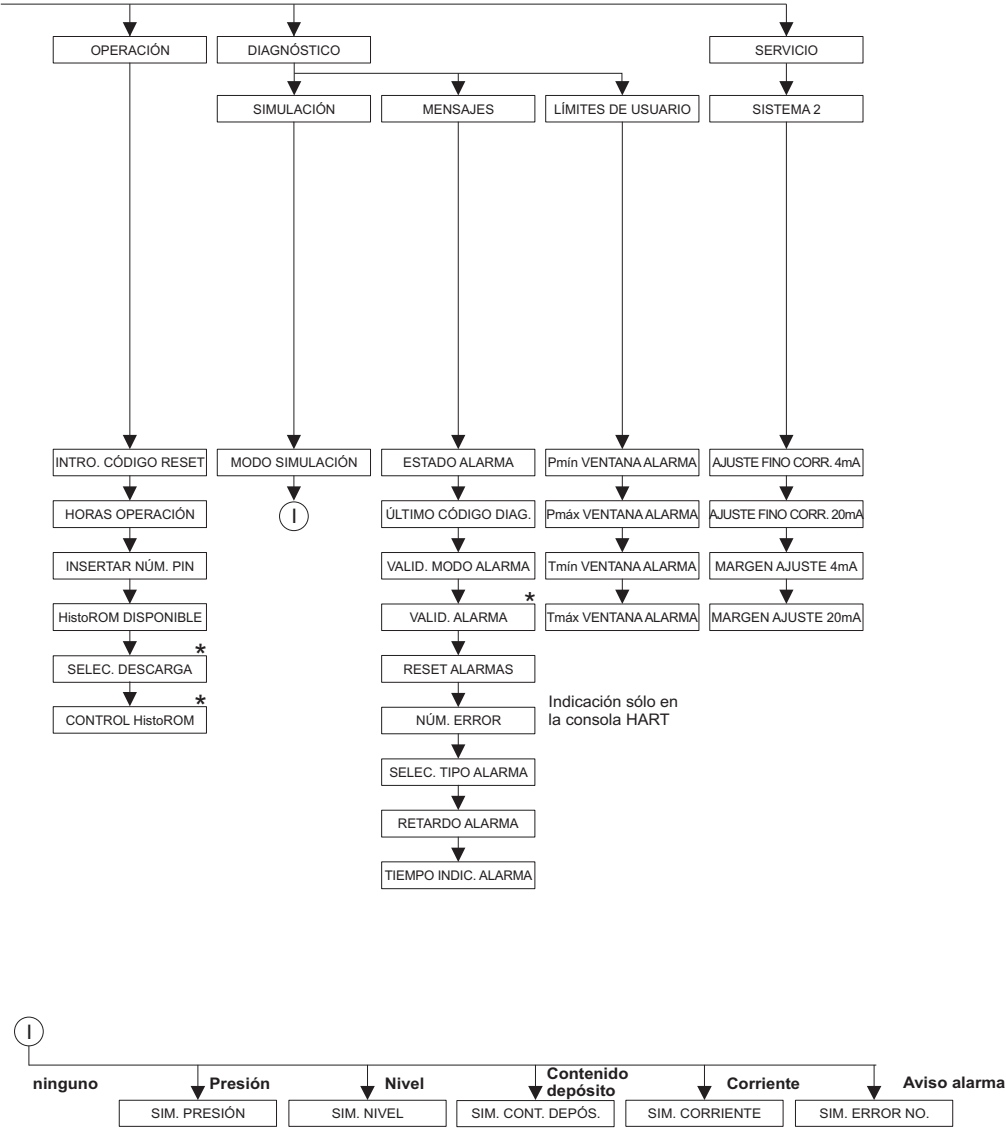 OPERACIÓN
DIAGNÓSTICO
SERVICIO
SIMULACIÓN
MENSAJES
LÍMITES DE USUARIO
SISTEMA 2
INTRO. CÓDIGO RESET
MODO SIMULACIÓN
ESTADO ALARMA
Pmín VENTANA ALARMA
AJUSTE FINO CORR. 4mA
HORAS OPERACIÓN
I
ÚLTIMO CÓDIGO DIAG.
Pmáx VENTANA ALARMA
AJUSTE FINO CORR. 20mA
INSERTAR NÚM. PIN
VALID. MODO ALARMA
Tmín VENTANA ALARMA
MARGEN AJUSTE 4mA
HistoROM DISPONIBLE
*
VALID. ALARMA
Tmáx VENTANA ALARMA
MARGEN AJUSTE 20mA
*
SELEC. DESCARGA
RESET ALARMAS
*
CONTROL HistoROM
NÚM. ERROR
Indicación sólo en
la consola HART
SELEC. TIPO ALARMA
RETARDO ALARMA
TIEMPO INDIC. ALARMA
I
ninguno
Presión
Nivel
Contenido
depósito
Corriente
Aviso alarma
SIM. PRESIÓN
SIM. NIVEL
SIM. CONT. DEPÓS.
SIM. CORRIENTE
SIM. ERROR NO.